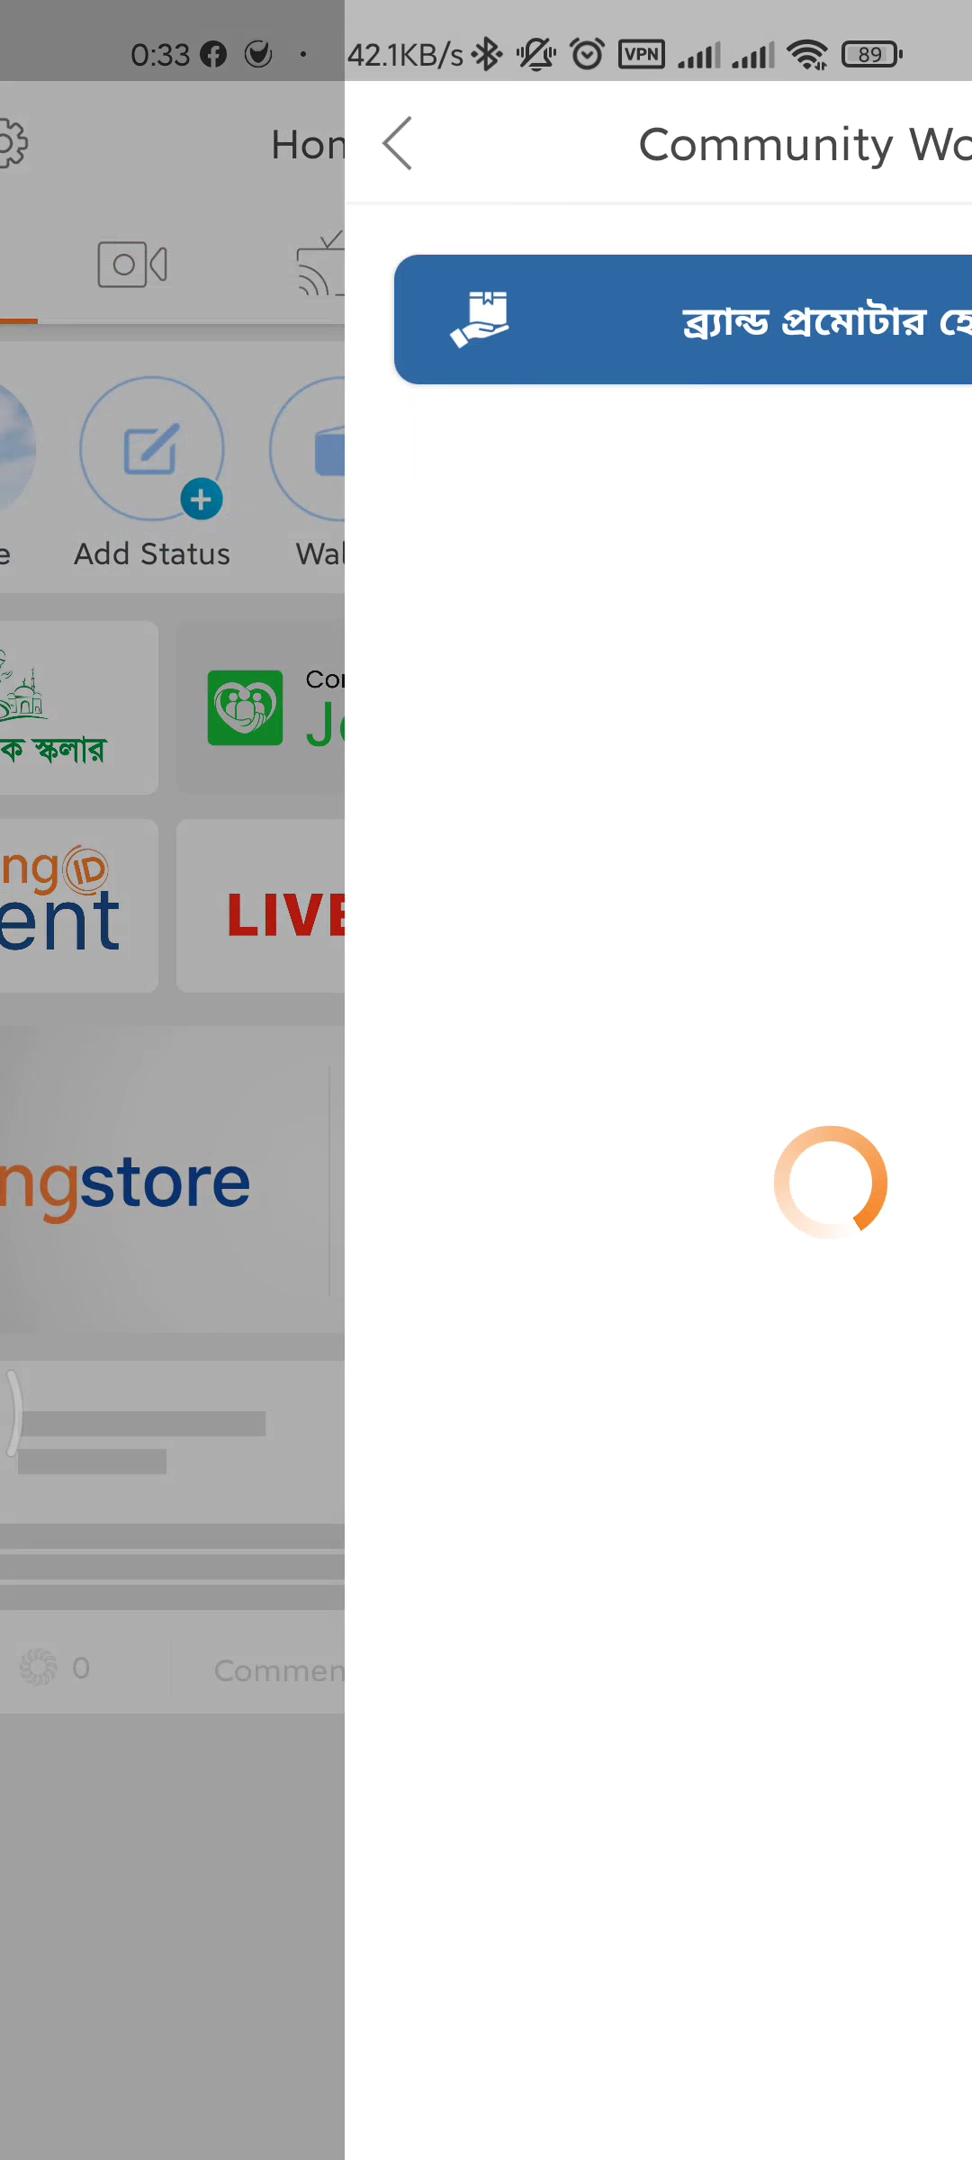 0:33
42.1KB/s
VPN
89
Hon
Community Wo
ব্র্যান্ড প্রমোটার হে
e
Add Status
Wal
ক স্কলার
Co
J
ng iD
ent
LIVE
ngstore
0
Commen